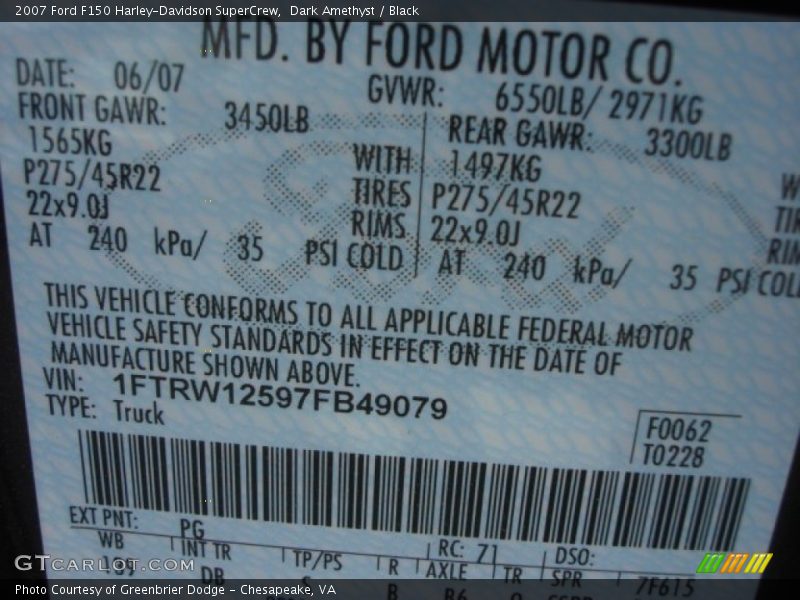 2007 Ford F150 Harley-Davidson SuperCrew, Dark Amethyst / Black
MFD. BY FORD MOTOR CO.
DATE: 06/07 GVWR: 6550LB/ 2971KG
FRONT GAWR: 3450LB REAR GAWR: 3300LB
1565KG WITH 1497KG
P275/45R22 TIRES P275/45R22
22x9.0J RIMS 22x9.0J
AT 240 kPa/ 35 PSI COLD AT 240 kPa/ 35 PSI COL
THIS VEHICLE CONFORMS TO ALL APPLICABLE FEDERAL MOTOR
VEHICLE SAFETY STANDARDS IN EFFECT ON THE DATE OF
MANUFACTURE SHOWN ABOVE.
VIN: 1FTRW12597FB49079
TYPE: Truck
F0062
T0228
EXT PNT: PG RC: 71 DSO:
WB INT TR TP/PS R AXLE TR SPR
DB 7F615
GTCARLOT.COM
Photo Courtesy of Greenbrier Dodge - Chesapeake, VA